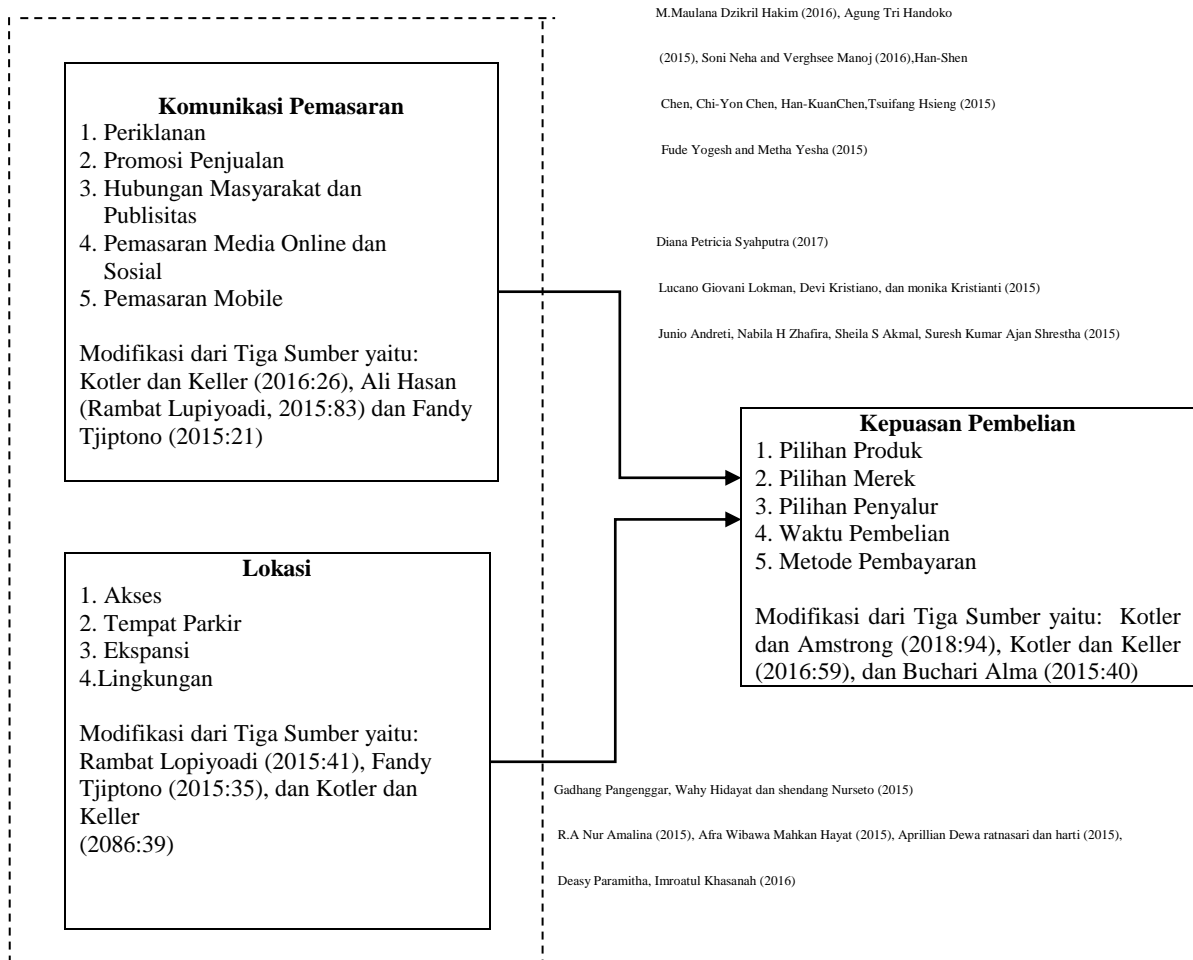 M.Maulana Dzikril Hakim (2016), Agung Tri Handoko
(2015), Soni Neha and Verghsee Manoj (2016),Han-Shen
Chen, Chi-Yon Chen, Han-KuanChen,Tsuifang Hsieng (2015)
Fude Yogesh and Metha Yesha (2015)
Komunikasi Pemasaran
1. Periklanan
2. Promosi Penjualan
3. Hubungan Masyarakat dan
Publisitas
4. Pemasaran Media Online dan
Sosial
5. Pemasaran Mobile
Modifikasi dari Tiga Sumber yaitu:
Kotler dan Keller (2016:26), Ali Hasan
(Rambat Lupiyoadi, 2015:83) dan Fandy
Tjiptono (2015:21)
Diana Petricia Syahputra (2017)
Lucano Giovani Lokman, Devi Kristiano, dan monika Kristianti (2015)
Junio Andreti, Nabila H Zhafira, Sheila S Akmal, Suresh Kumar Ajan Shrestha (2015)
Kepuasan Pembelian
1. Pilihan Produk
2. Pilihan Merek
3. Pilihan Penyalur
4. Waktu Pembelian
5. Metode Pembayaran
Modifikasi dari Tiga Sumber yaitu: Kotler
dan Amstrong (2018:94), Kotler dan Keller
(2016:59), dan Buchari Alma (2015:40)
Lokasi
1. Akses
2. Tempat Parkir
3. Ekspansi
4.Lingkungan
Modifikasi dari Tiga Sumber yaitu:
Rambat Lopiyoadi (2015:41), Fandy
Tjiptono (2015:35), dan Kotler dan
Keller
(2086:39)
Gadhang Pangenggar, Wahy Hidayat dan shendang Nurseto (2015)
R.A Nur Amalina (2015), Afra Wibawa Mahkan Hayat (2015), Aprillian Dewa ratnasari dan harti (2015),
Deasy Paramitha, Imroatul Khasanah (2016)